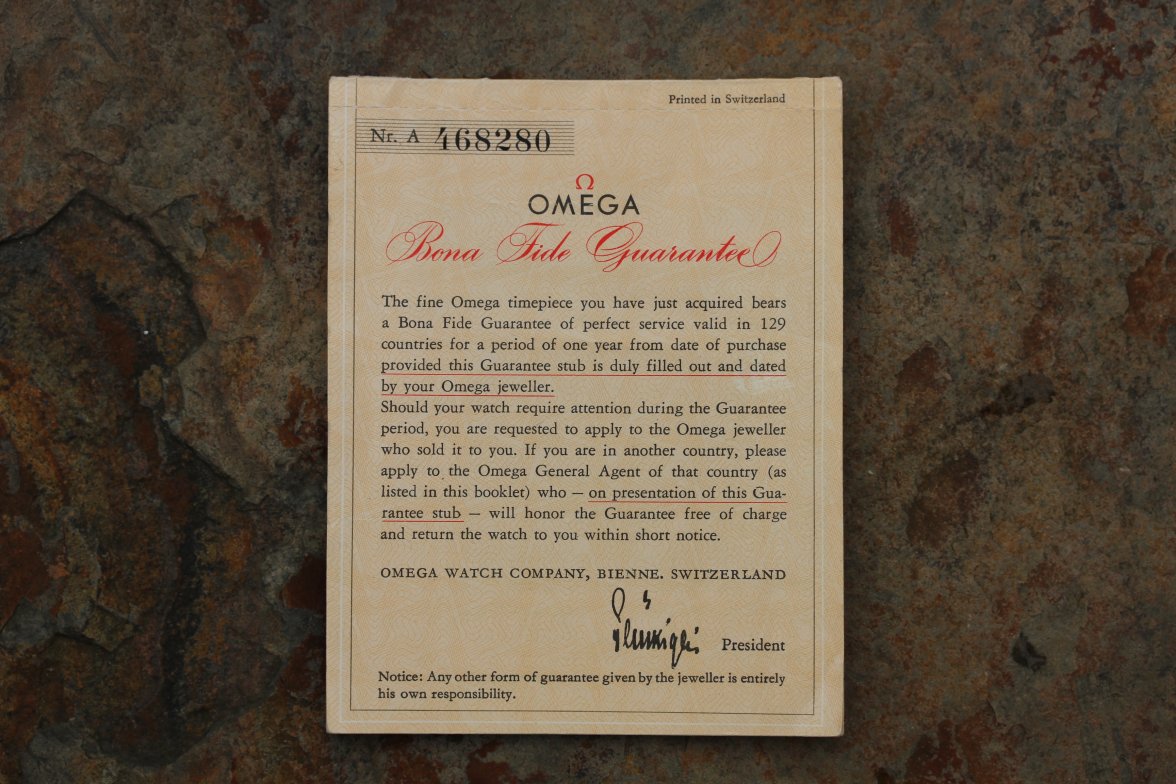 Printed in Switzerland
Nr. A 468280
Ω
OMEGA
Bona Fide Guarantee
The fine Omega timepiece you have just acquired bears
a Bona Fide Guarantee of perfect service valid in 129
countries for a period of one year from date of purchase
provided this Guarantee stub is duly filled out and dated
by your Omega jeweller.
Should your watch require attention during the Guarantee
period, you are requested to apply to the Omega jeweller
who sold it to you. If you are in another country, please
apply to the Omega General Agent of that country (as
listed in this booklet) who — on presentation of this Gua-
rantee stub — will honor the Guarantee free of charge
and return the watch to you within short notice.
OMEGA WATCH COMPANY, BIENNE. SWITZERLAND
President
Notice: Any other form of guarantee given by the jeweller is entirely
his own responsibility.